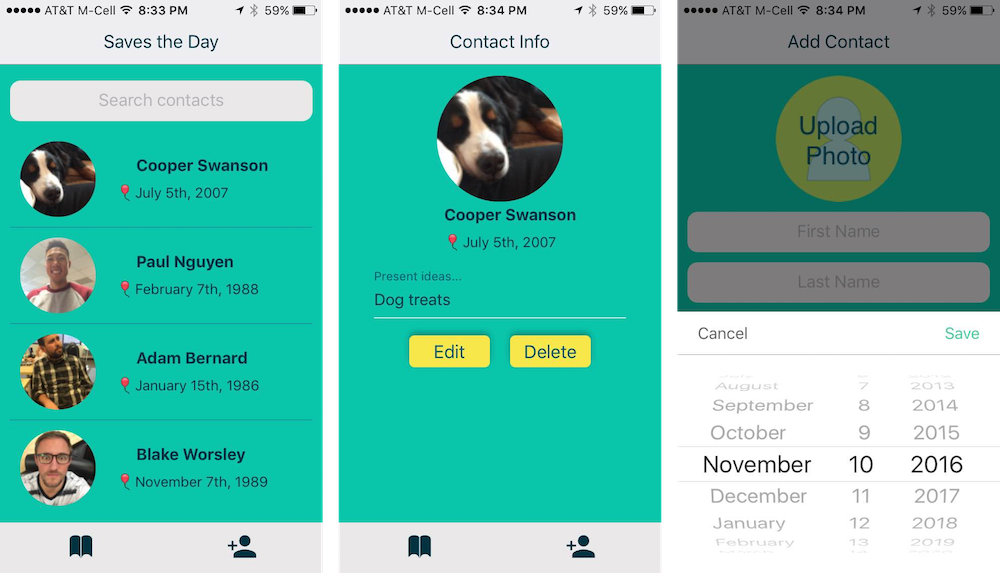 AT&T M-Cell 8:33 PM 59%
Saves the Day
Search contacts
Cooper Swanson
July 5th, 2007
Paul Nguyen
February 7th, 1988
Adam Bernard
January 15th, 1986
Blake Worsley
November 7th, 1989
AT&T M-Cell 8:34 PM 59%
Contact Info
Cooper Swanson
July 5th, 2007
Present ideas...
Dog treats
Edit Delete
AT&T M-Cell 8:34 PM 59%
Add Contact
Upload
Photo
First Name
Last Name
Cancel Save
August 7 2013
September 8 2014
October 9 2015
November 10 2016
December 11 2017
January 12 2018
February 13 2019